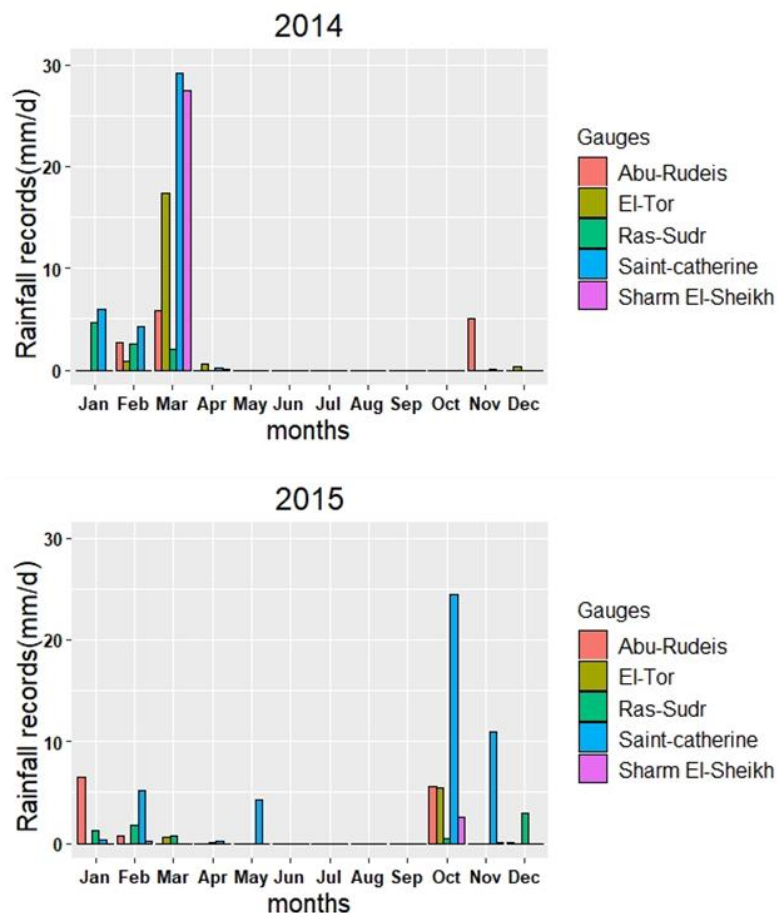 2014
Rainfall records(mm/d)
30
20
10
0
Jan Feb Mar Apr May Jun Jul Aug Sep Oct Nov Dec
months
Gauges
Abu-Rudeis
El-Tor
Ras-Sudr
Saint-catherine
Sharm El-Sheikh
2015
Rainfall records(mm/d)
30
20
10
0
Jan Feb Mar Apr May Jun Jul Aug Sep Oct Nov Dec
months
Gauges
Abu-Rudeis
El-Tor
Ras-Sudr
Saint-catherine
Sharm El-Sheikh